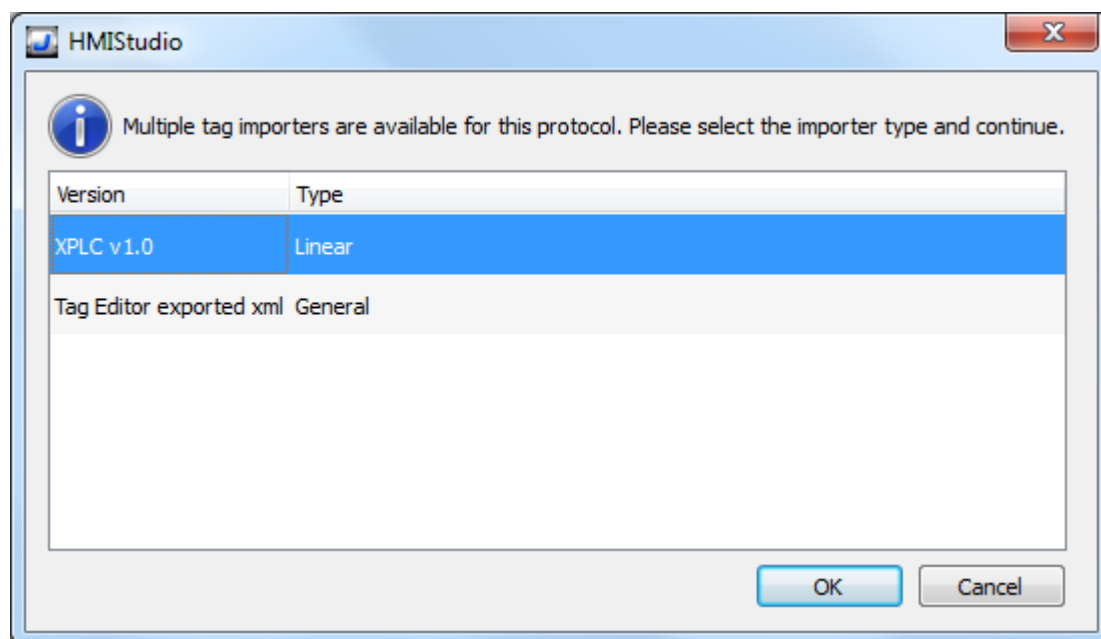 HMIStudio
Multiple tag importers are available for this protocol. Please select the importer type and continue.
Version Type
XPLC v1.0 Linear
Tag Editor exported xml General
OK Cancel